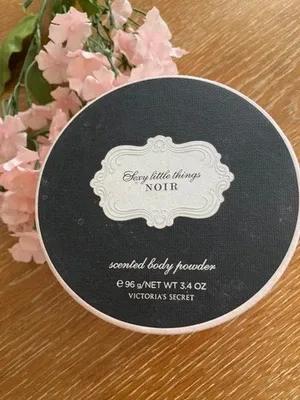 Sexy little things
NOIR
scented body powder
℮ 96 g/NET WT 3.4 OZ
VICTORIA'S SECRET